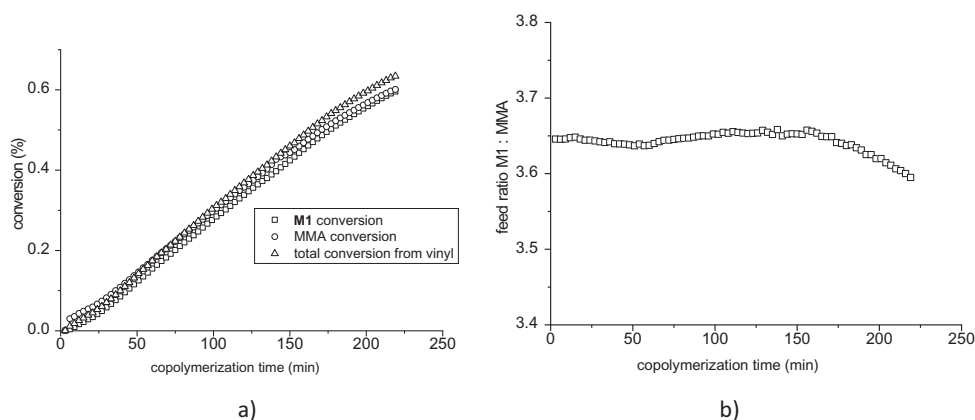 conversion (%)
0.6
0.4
0.2
0.0
0
50
100
150
200
250
copolymerization time (min)
M1 conversion
MMA conversion
total conversion from vinyl
a)
feed ratio M1 : MMA
3.8
3.7
3.6
3.5
3.4
0
50
100
150
200
250
copolymerization time (min)
b)